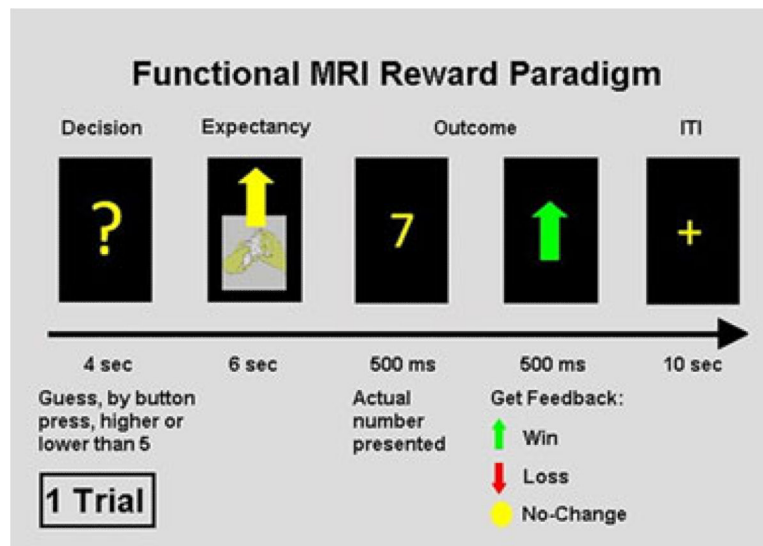 Functional MRI Reward Paradigm
Decision Expectancy Outcome ITI
?
7
+
4 sec 6 sec 500 ms 500 ms 10 sec
Guess, by button
press, higher or
lower than 5
Actual
number
presented
Get Feedback:
Win
Loss
No-Change
1 Trial